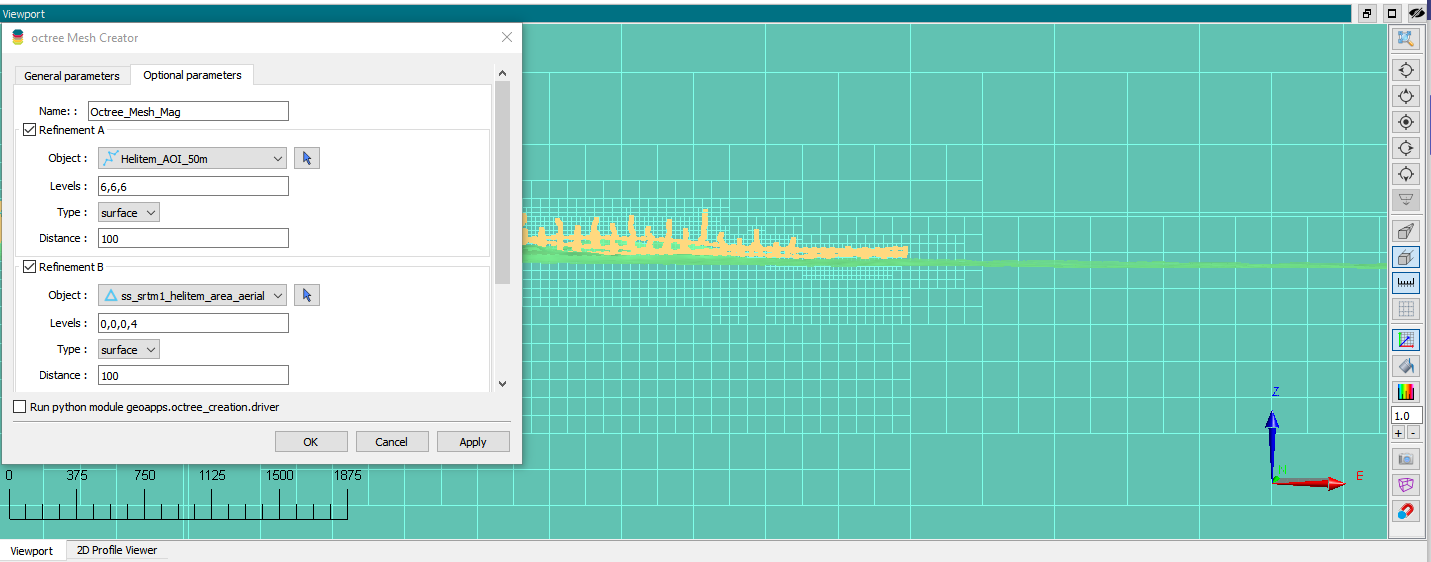 Viewport
octree Mesh Creator
General parameters
Optional parameters
Name: :
Octree_Mesh_Mag
Refinement A
Object :
Helitem_AOI_50m
Levels :
6,6,6
Type :
surface
Distance :
100
Refinement B
Object :
ss_srtm1_helitem_area_aerial
Levels :
0,0,0,4
Type :
surface
Distance :
100
Run python module geoapps.octree_creation.driver
OK
Cancel
Apply
0 375 750 1125 1500 1875
Z
N
E
1.0
+ -
Viewport
2D Profile Viewer